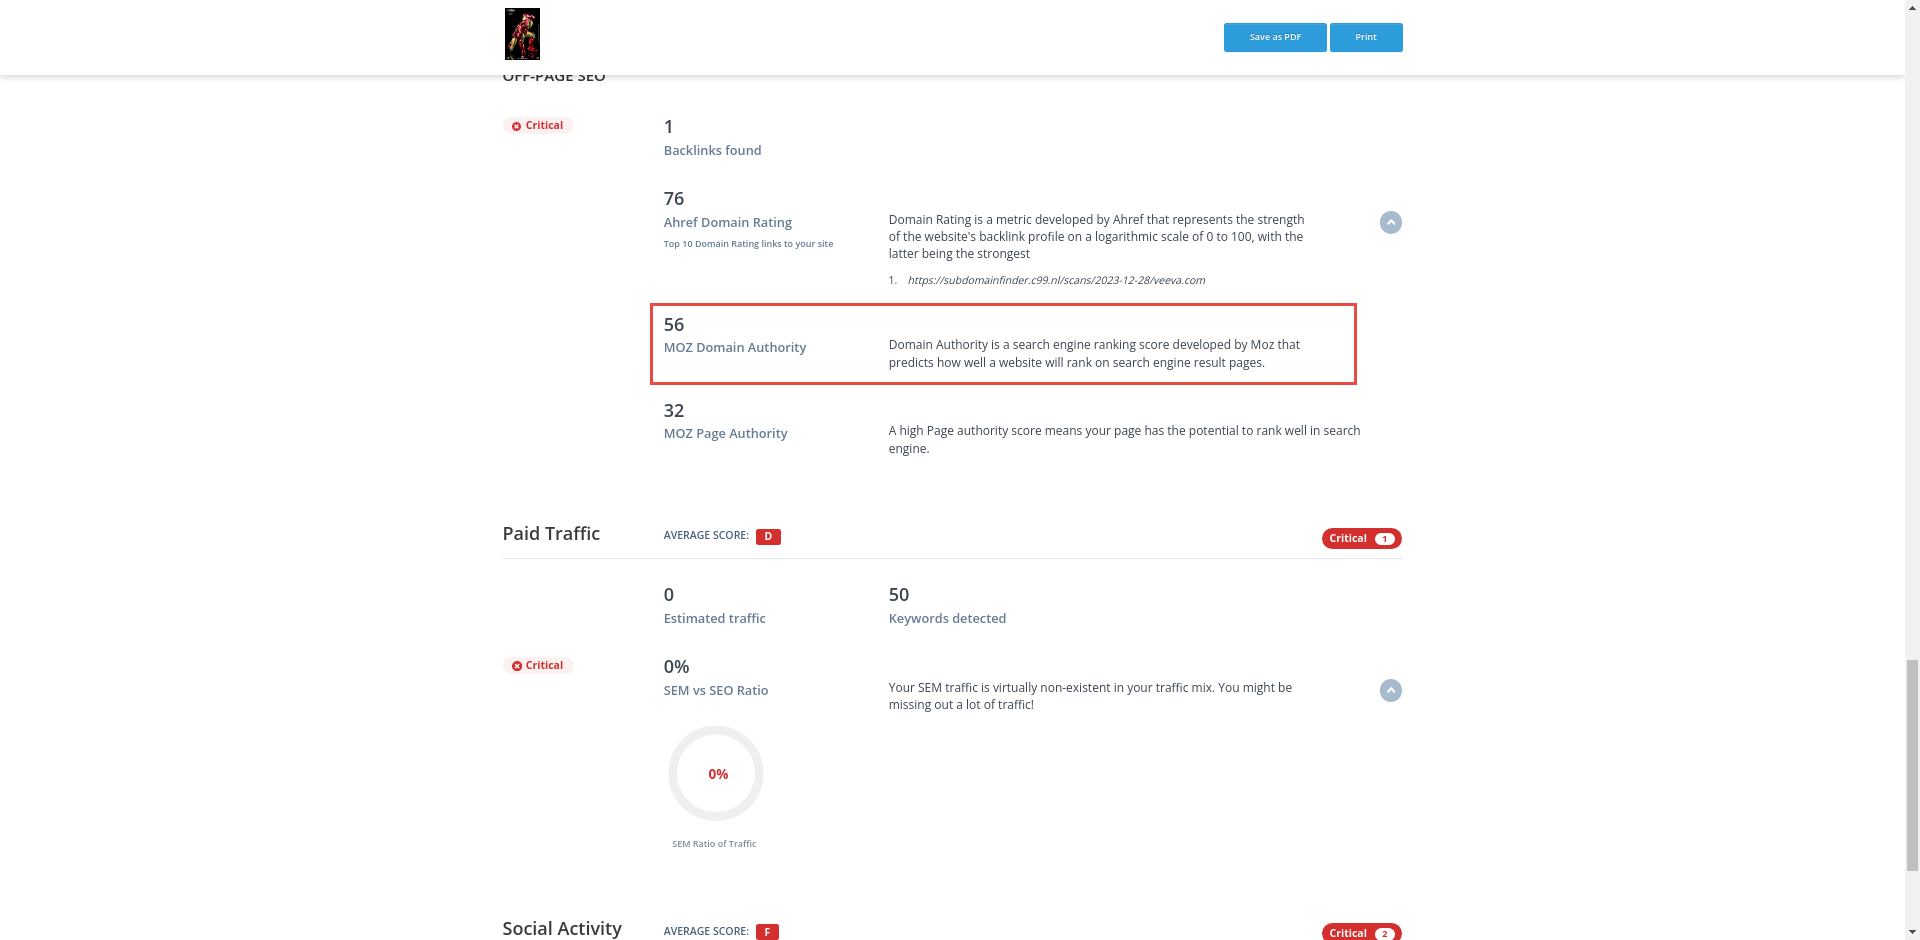 Save as PDF
Print
OFF-PAGE SEO
Critical
1
Backlinks found
76
Ahref Domain Rating
Top 10 Domain Rating links to your site
Domain Rating is a metric developed by Ahref that represents the strength
of the website's backlink profile on a logarithmic scale of 0 to 100, with the
latter being the strongest
1. https://subdomainfinder.c99.nl/scans/2023-12-28/veeva.com
56
MOZ Domain Authority
Domain Authority is a search engine ranking score developed by Moz that
predicts how well a website will rank on search engine result pages.
32
MOZ Page Authority
A high Page authority score means your page has the potential to rank well in search
engine.
Paid Traffic
AVERAGE SCORE: D
Critical 1
0
Estimated traffic
50
Keywords detected
Critical
0%
SEM vs SEO Ratio
Your SEM traffic is virtually non-existent in your traffic mix. You might be
missing out a lot of traffic!
0%
SEM Ratio of Traffic
Social Activity
AVERAGE SCORE: F
Critical 2